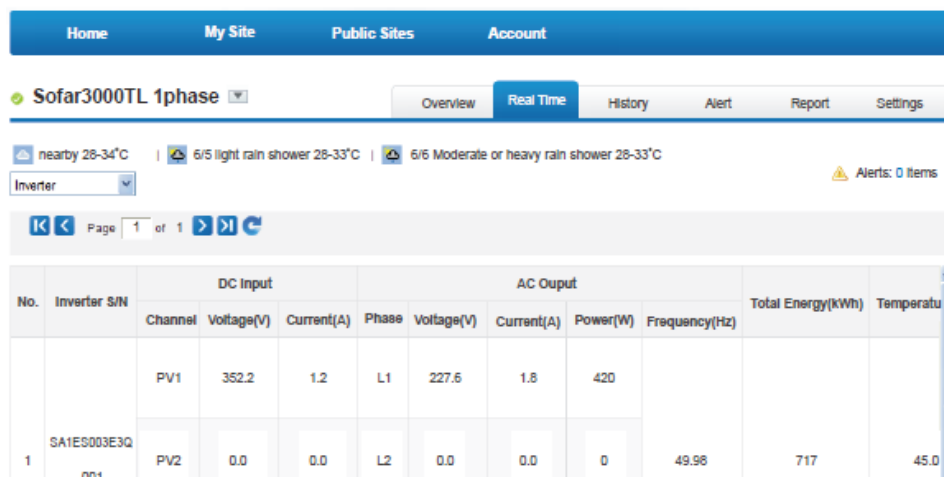 Home My Site Public Sites Account
Sofar3000TL 1phase Overview Real Time History Alert Report Settings
nearby 28-34°C | 6/5 light rain shower 28-33°C | 6/6 Moderate or heavy rain shower 28-33°C
Alerts: 0 Items
Inverter
Page 1 of 1
No. Inverter S/N DC Input AC Ouput Total Energy(kWh) Temperatu
Channel Voltage(V) Current(A) Phase Voltage(V) Current(A) Power(W) Frequency(Hz)
PV1 352.2 1.2 L1 227.6 1.8 420
SA1ES003E3Q
1 PV2 0.0 0.0 L2 0.0 0.0 0 49.98 717 45.0